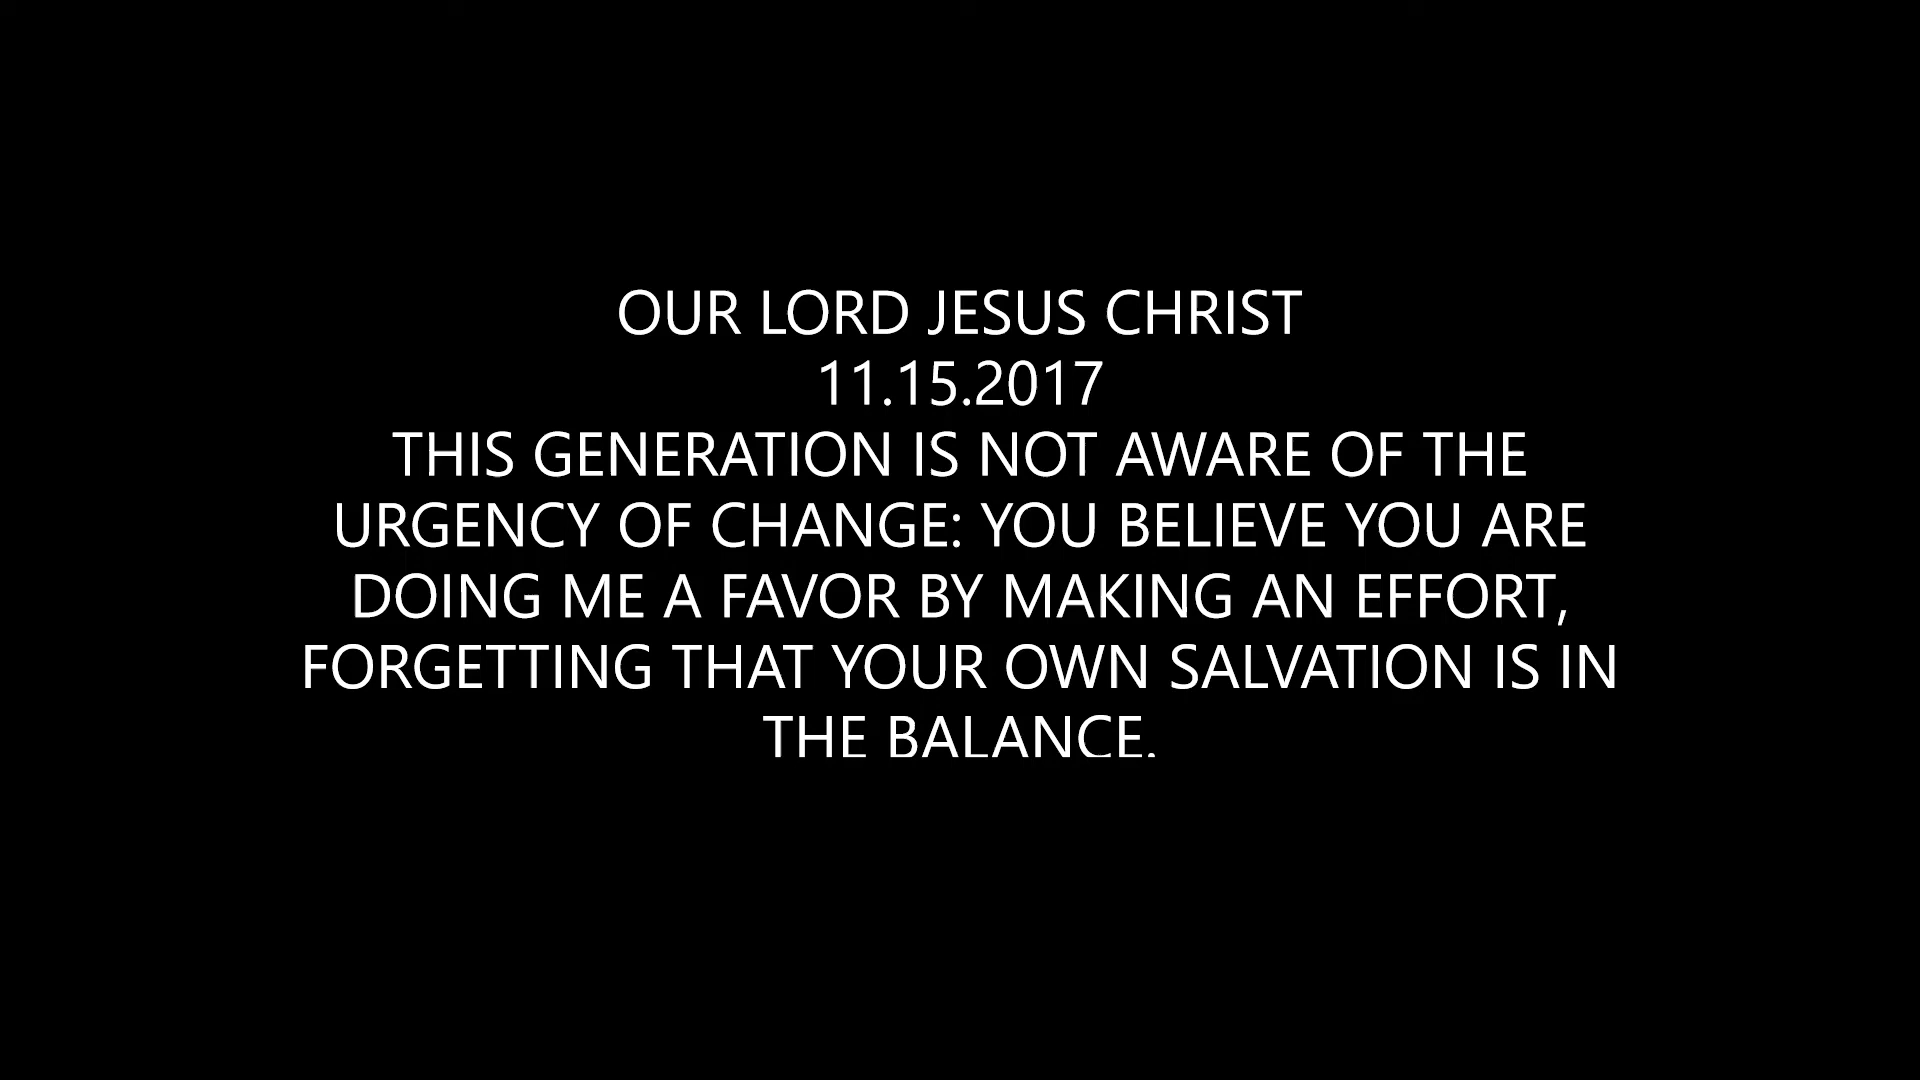 OUR LORD JESUS CHRIST
11.15.2017
THIS GENERATION IS NOT AWARE OF THE
URGENCY OF CHANGE: YOU BELIEVE YOU ARE
DOING ME A FAVOR BY MAKING AN EFFORT,
FORGETTING THAT YOUR OWN SALVATION IS IN
THE BALANCE.